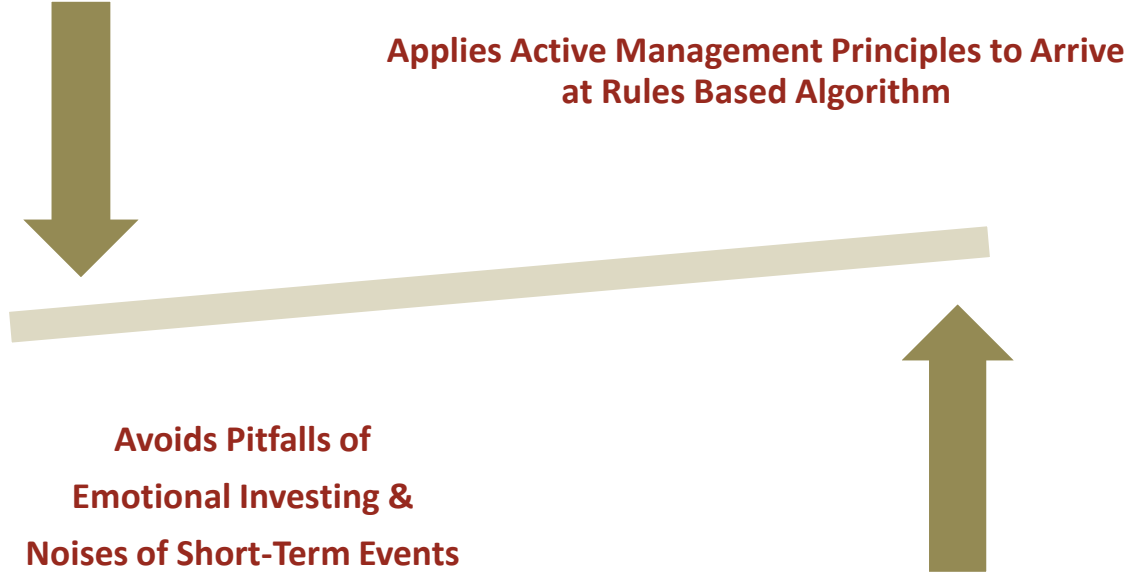 Applies Active Management Principles to Arrive
at Rules Based Algorithm
Avoids Pitfalls of
Emotional Investing &
Noises of Short-Term Events